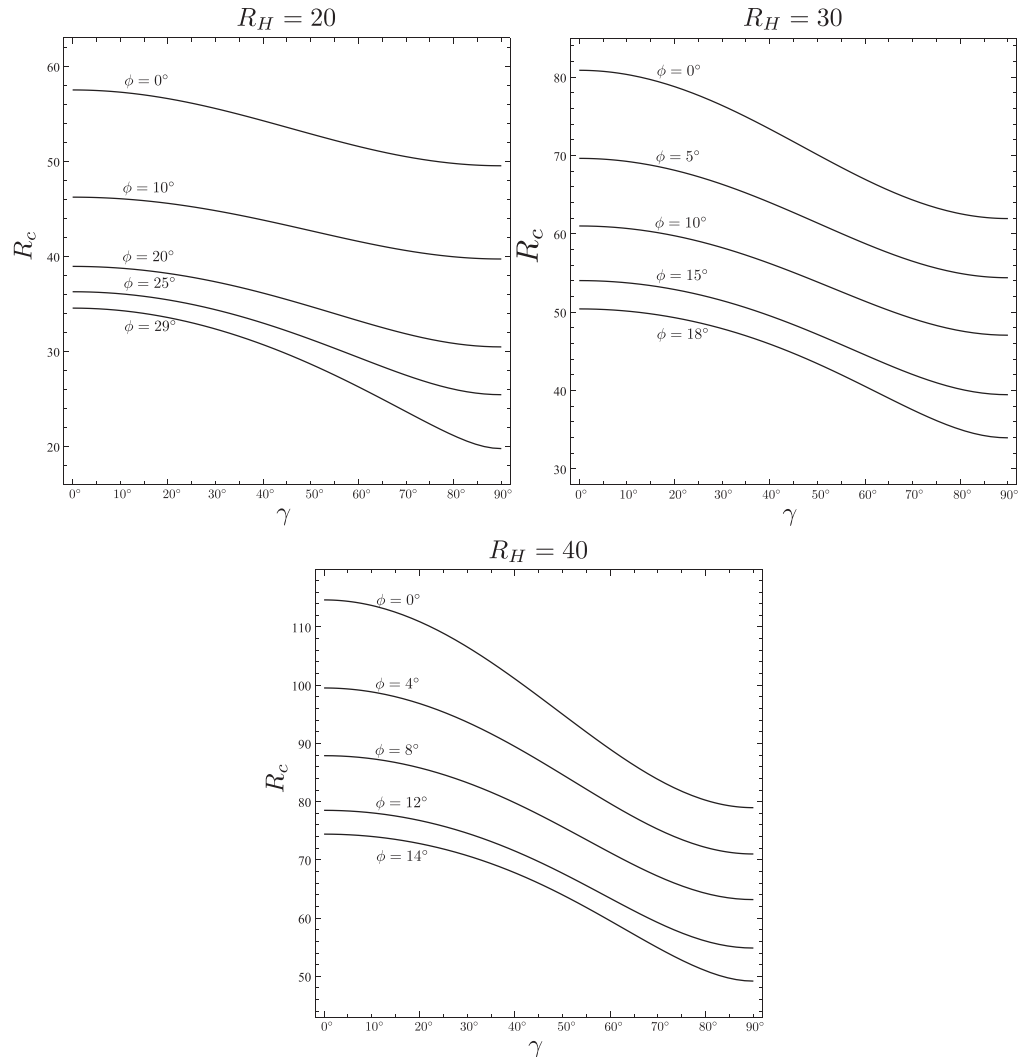 R_H = 20
60
50
40
30
20
R_c
ϕ = 0°
ϕ = 10°
ϕ = 20°
ϕ = 25°
ϕ = 29°
0° 10° 20° 30° 40° 50° 60° 70° 80° 90°
γ
R_H = 30
80
70
60
50
40
30
R_c
ϕ = 0°
ϕ = 5°
ϕ = 10°
ϕ = 15°
ϕ = 18°
0° 10° 20° 30° 40° 50° 60° 70° 80° 90°
γ
R_H = 40
110
100
90
80
70
60
50
R_c
ϕ = 0°
ϕ = 4°
ϕ = 8°
ϕ = 12°
ϕ = 14°
0° 10° 20° 30° 40° 50° 60° 70° 80° 90°
γ